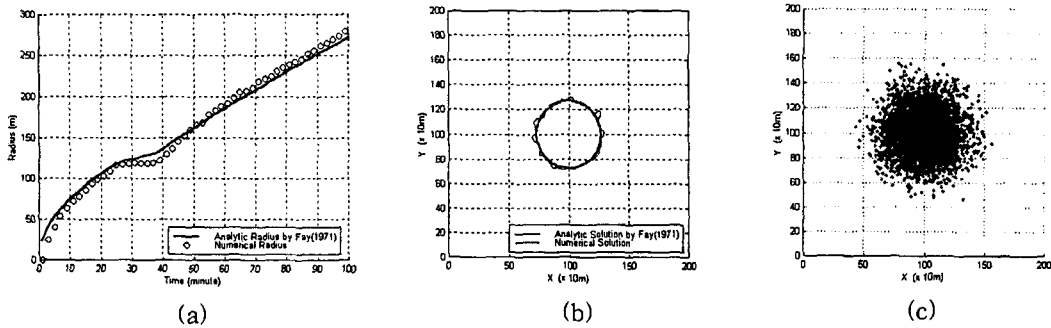 300
250
200
150
100
50
0
Radius (m)
Analytic Radius by Fay(1971)
Numerical Radius
0 10 20 30 40 50 60 70 80 90 100
Time (minute)
(a)
200
180
160
140
120
100
80
60
40
20
0
Y (x 10m)
Analytic Solution by Fay(1971)
Numerical Solution
0 50 100 150 200
X (x 10m)
(b)
200
180
160
140
120
100
80
60
40
20
0
Y (x 10m)
0 50 100 150 200
X (x 10m)
(c)